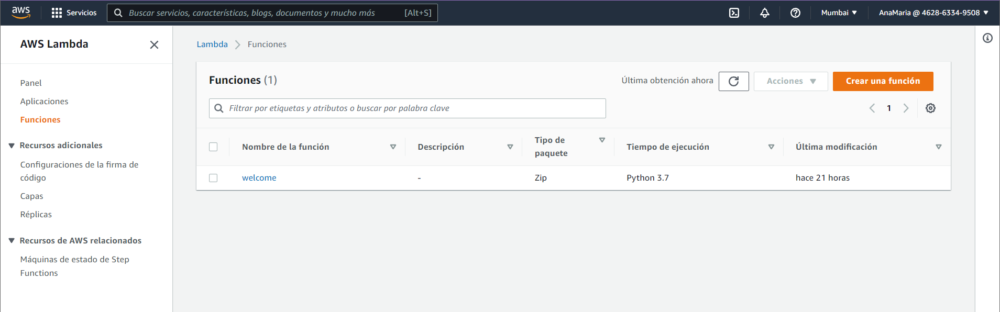 aws
Servicios
Buscar servicios, características, blogs, documentos y mucho más [Alt+S]
Mumbai
AnaMaria @ 4628-6334-9508
AWS Lambda
Panel
Aplicaciones
Funciones
Recursos adicionales
Configuraciones de la firma de
código
Capas
Réplicas
Recursos de AWS relacionados
Máquinas de estado de Step
Functions
Lambda
Funciones
Funciones (1)
Última obtención ahora
Acciones
Crear una función
Filtrar por etiquetas y atributos o buscar por palabra clave
1
Nombre de la función
Descripción
Tipo de
paquete
Tiempo de ejecución
Última modificación
welcome
-
Zip
Python 3.7
hace 21 horas